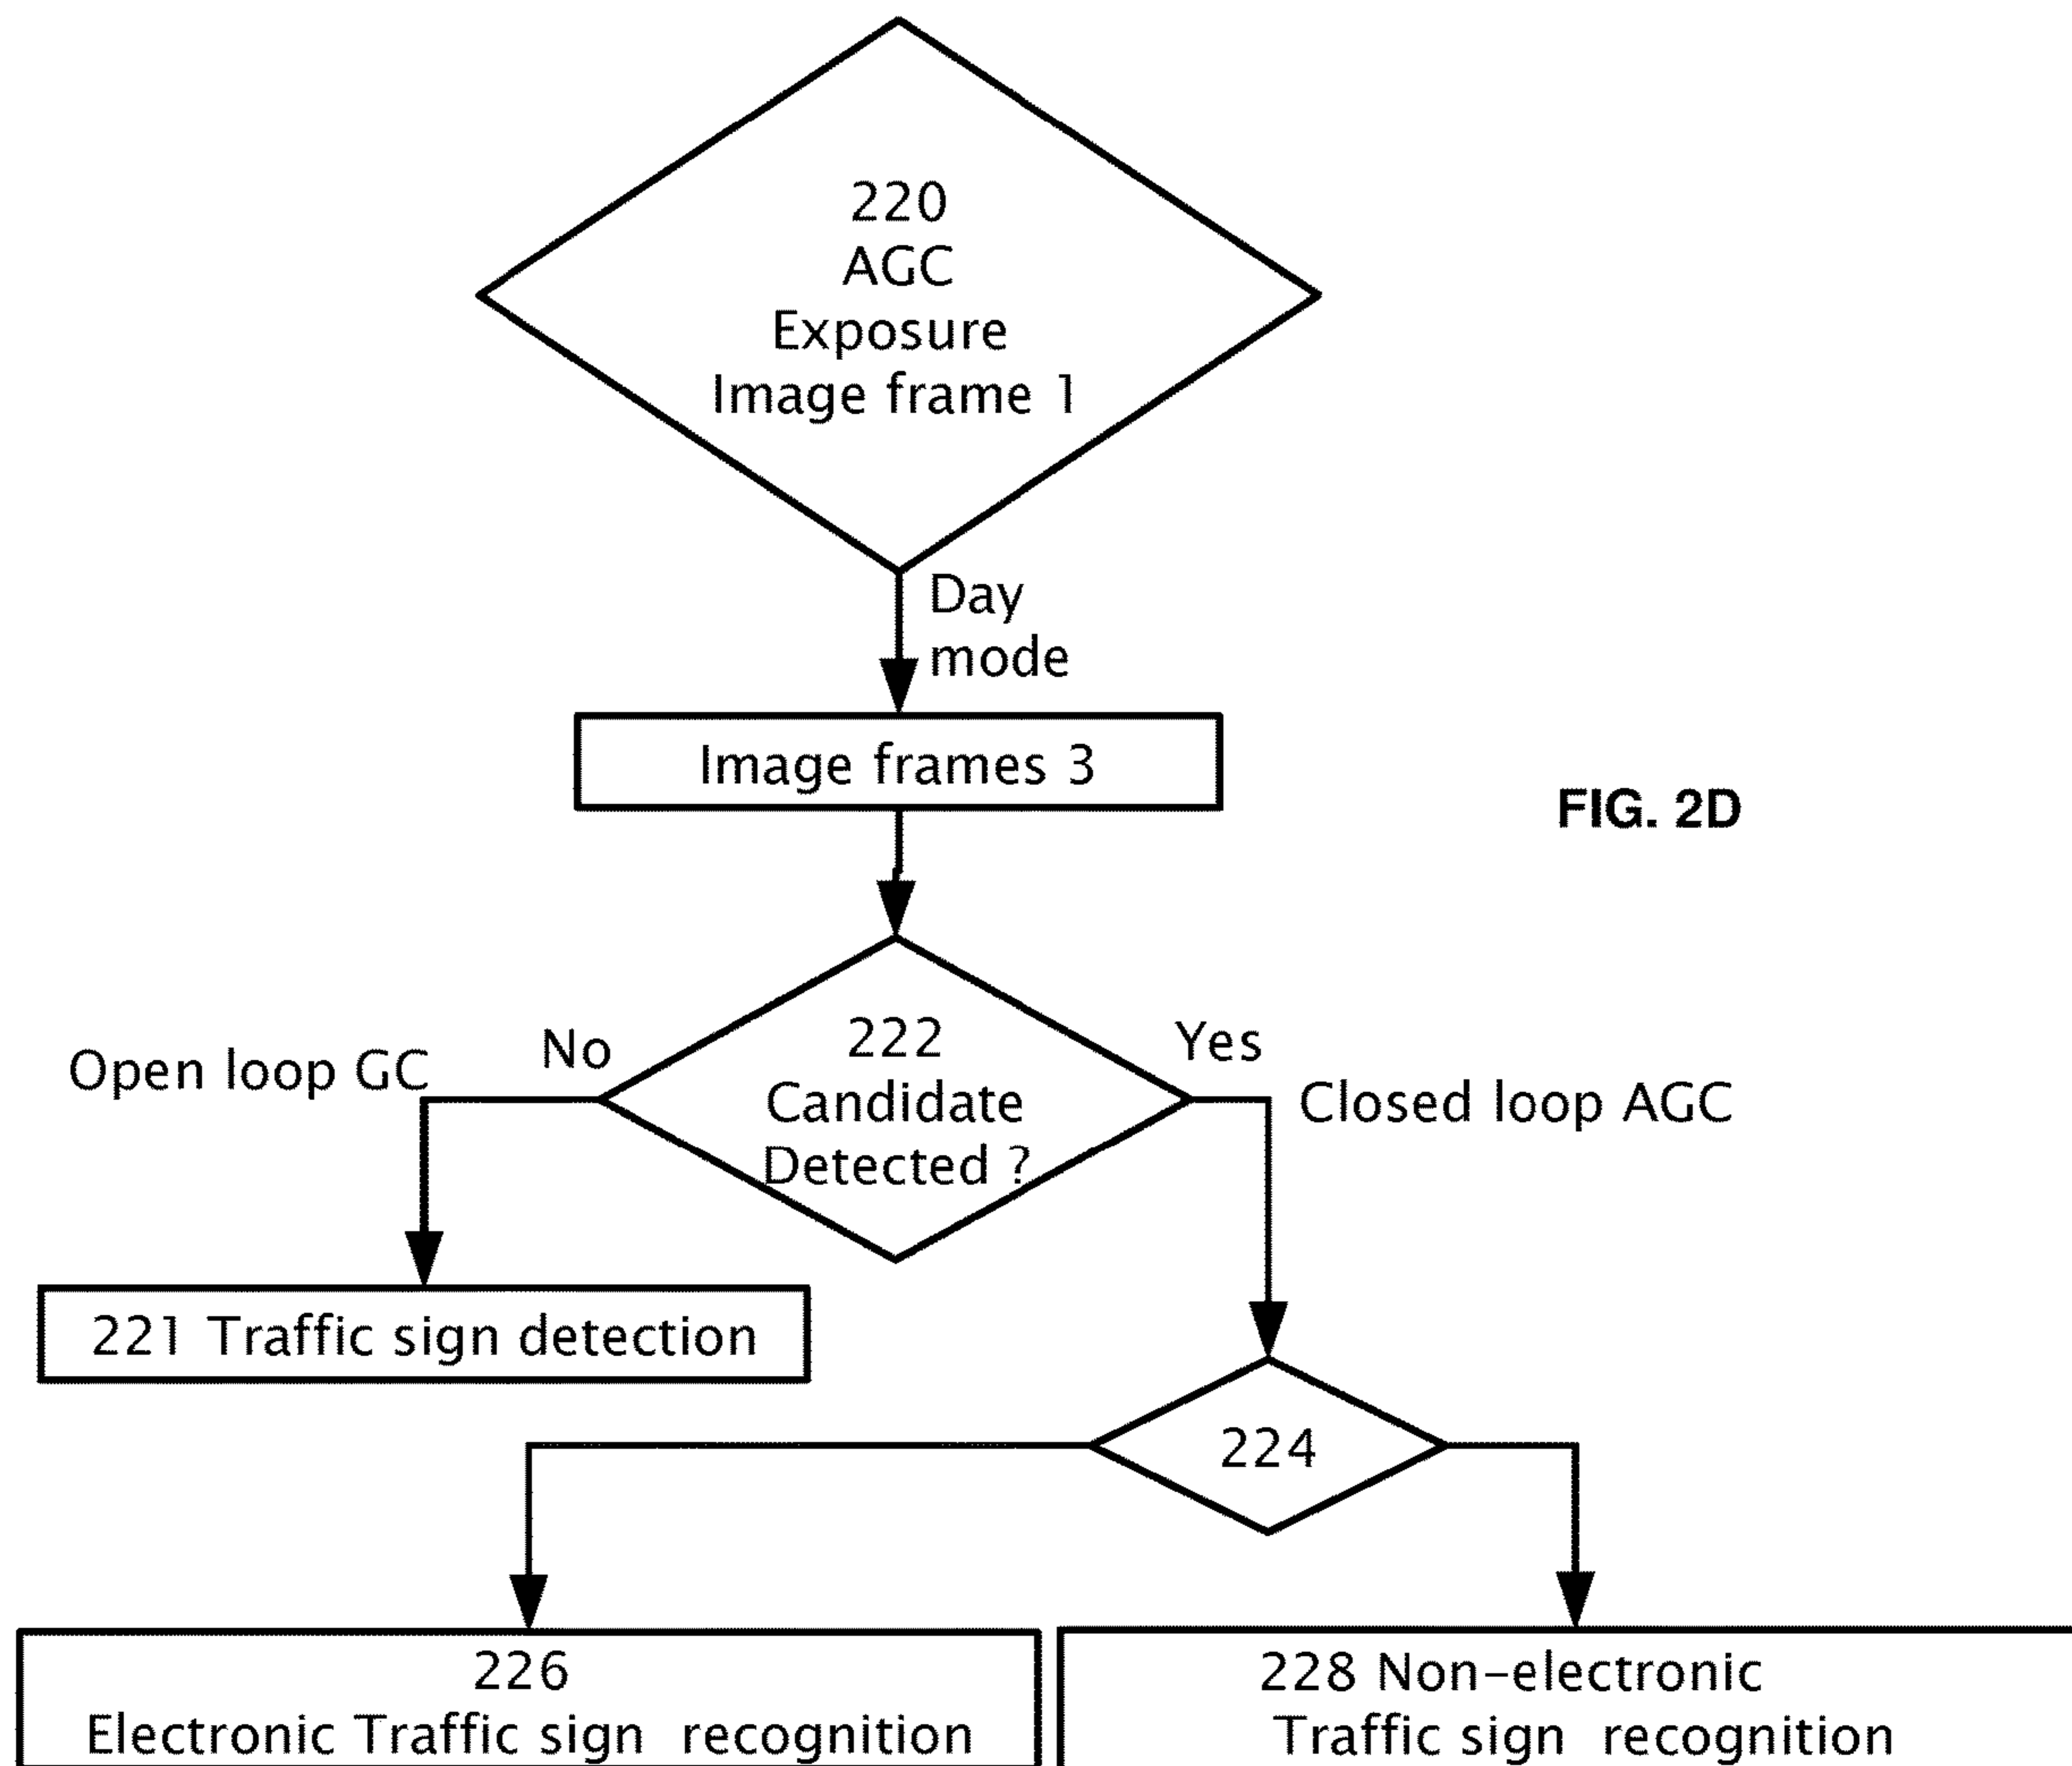 220
AGC
Exposure
Image frame 1
Day
mode
Image frames 3
FIG. 2D
222
Candidate
Detected ?
No
Yes
Open loop GC
Closed loop AGC
221 Traffic sign detection
224
226
Electronic Traffic sign recognition
228 Non-electronic
Traffic sign recognition